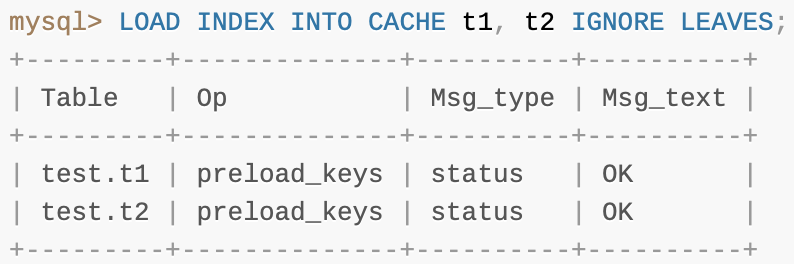 mysql> LOAD INDEX INTO CACHE t1, t2 IGNORE LEAVES;
+---------+--------------+----------+----------+
| Table   | Op           | Msg_type | Msg_text |
+---------+--------------+----------+----------+
| test.t1 | preload_keys | status   | OK       |
| test.t2 | preload_keys | status   | OK       |
+---------+--------------+----------+----------+